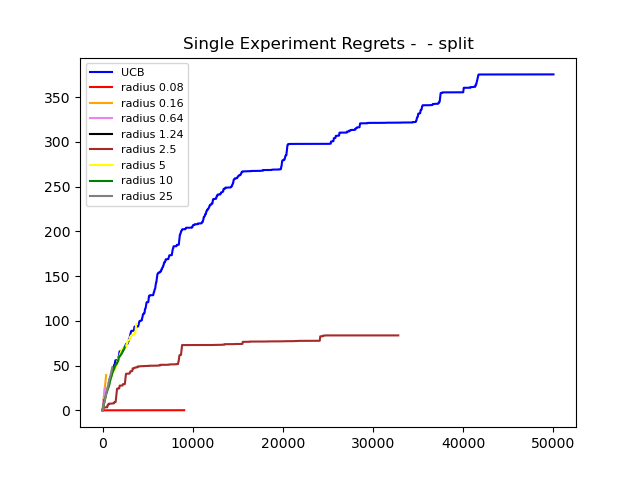 Single Experiment Regrets -  - split
UCB
radius 0.08
radius 0.16
radius 0.64
radius 1.24
radius 2.5
radius 5
radius 10
radius 25
350
300
250
200
150
100
50
0
0 10000 20000 30000 40000 50000